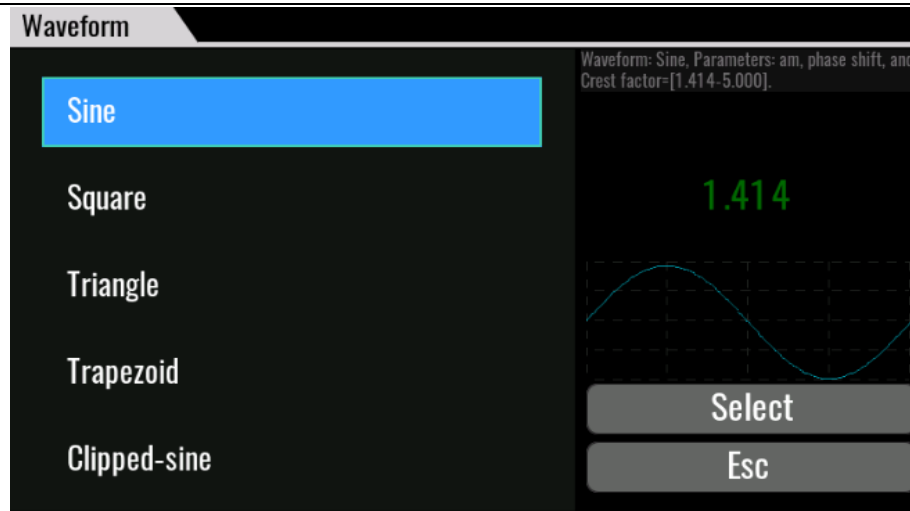 Waveform
Waveform: Sine, Parameters: am, phase shift, and
Crest factor=[1.414-5.000].
Sine
Square
1.414
Triangle
Trapezoid
Select
Clipped-sine
Esc